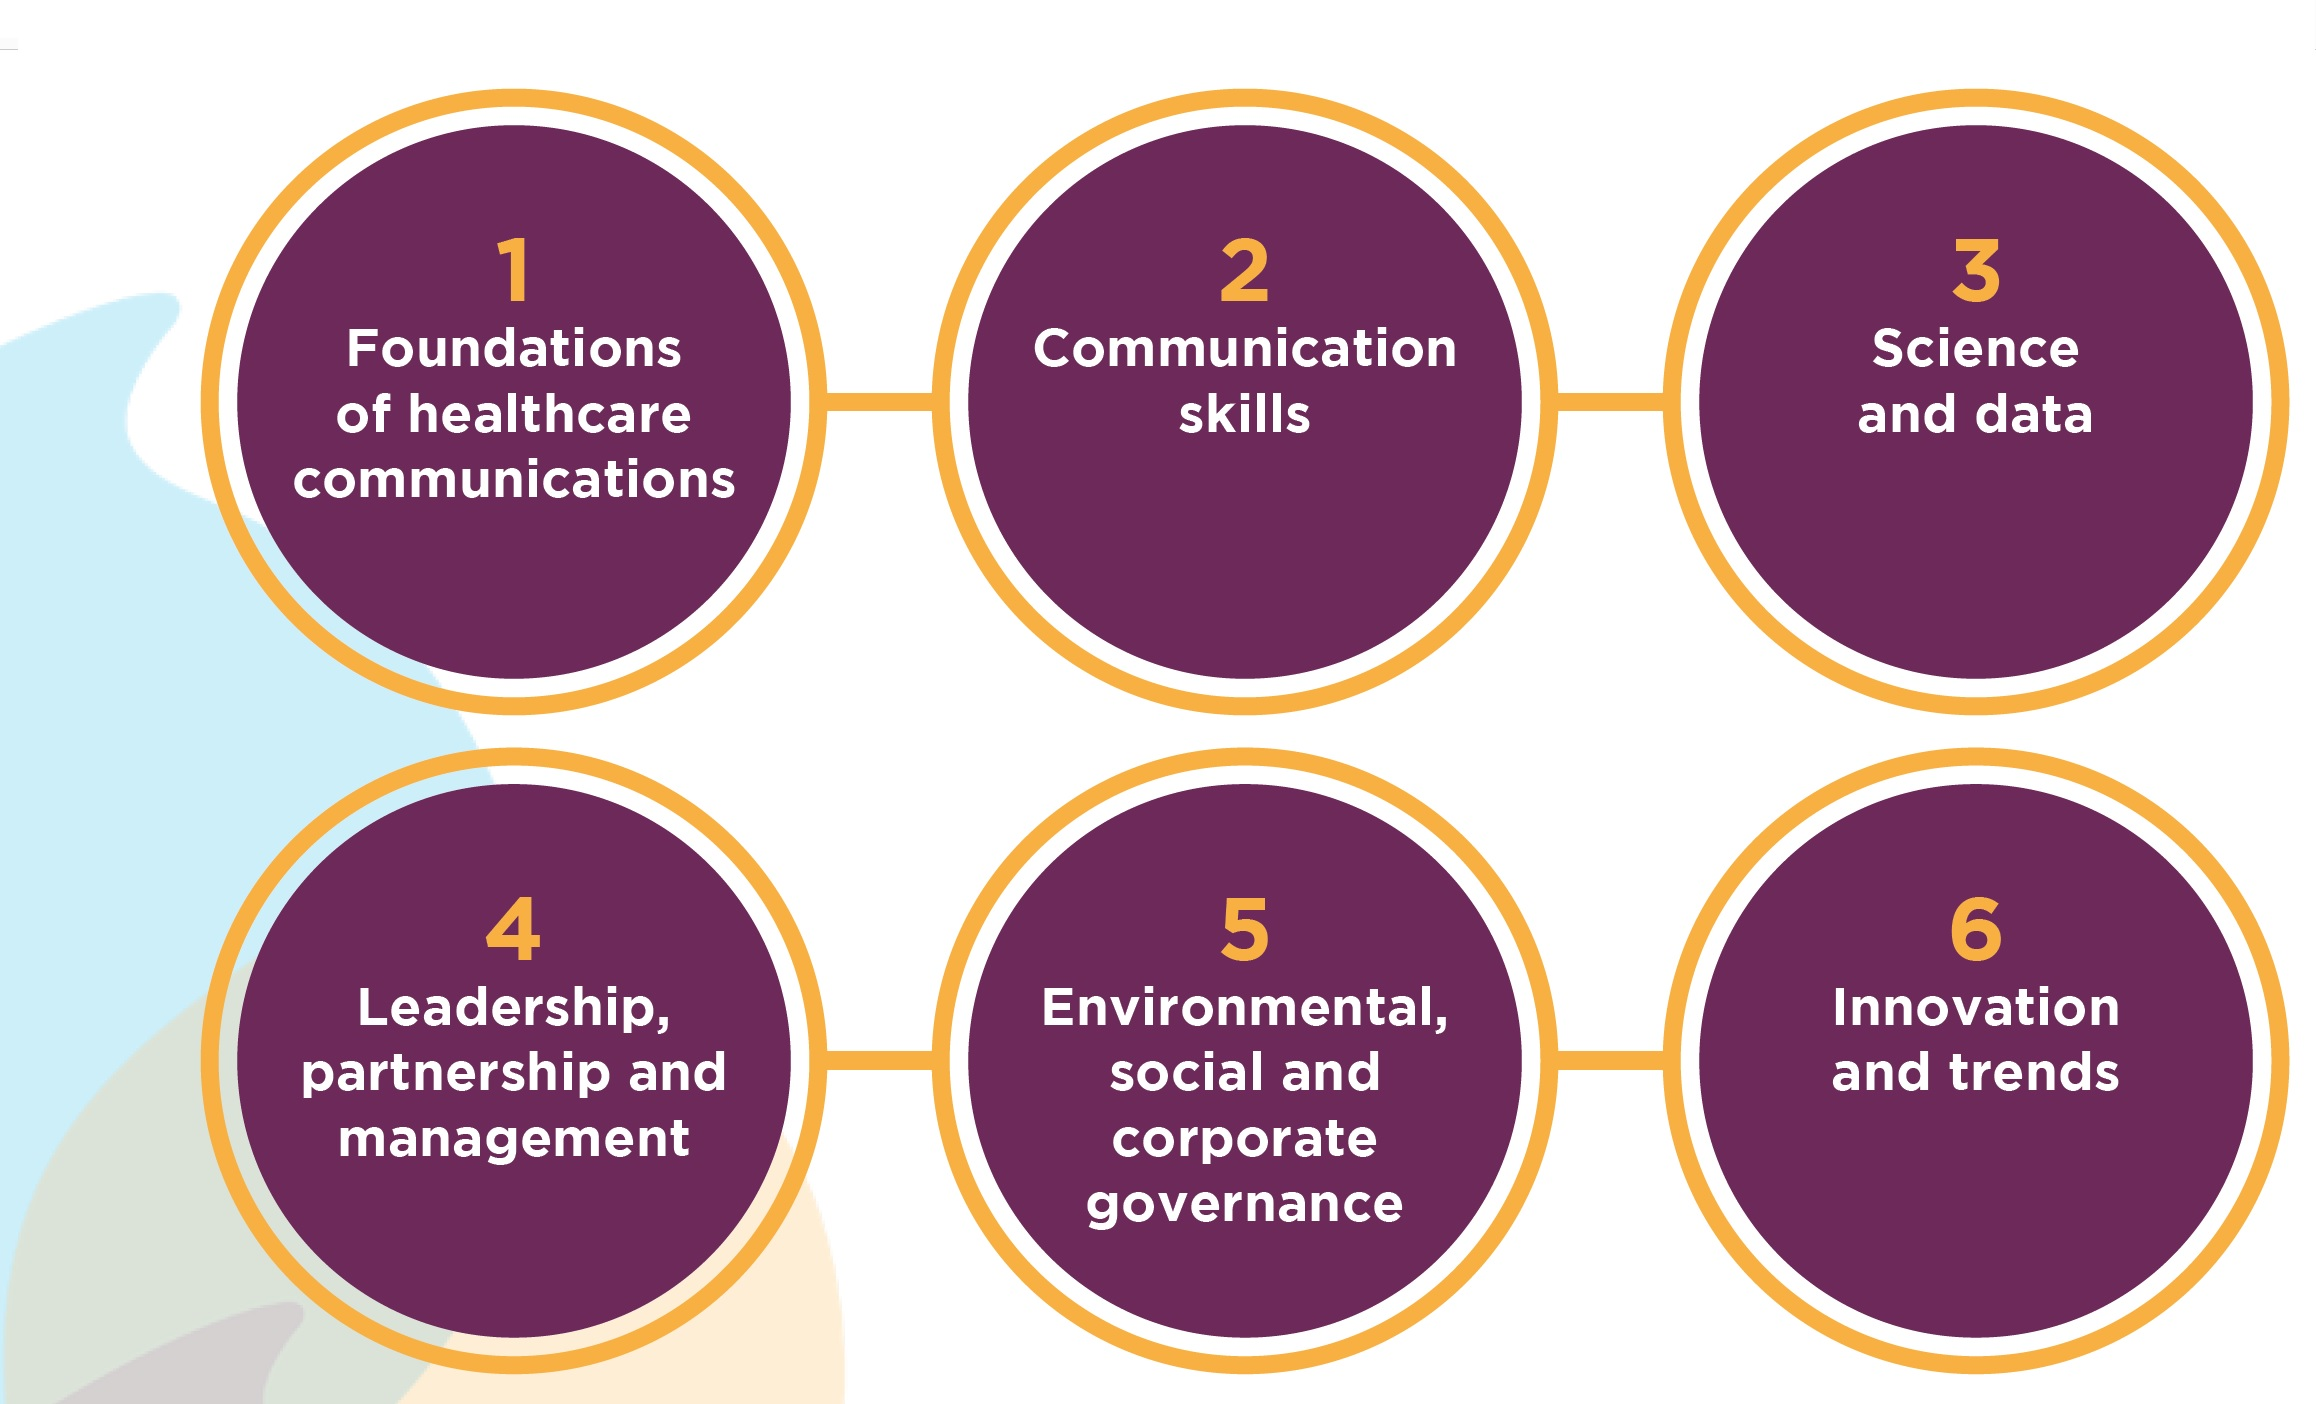 1
Foundations
of healthcare
communications
2
Communication
skills
3
Science
and data
4
Leadership,
partnership and
management
5
Environmental,
social and
corporate
governance
6
Innovation
and trends